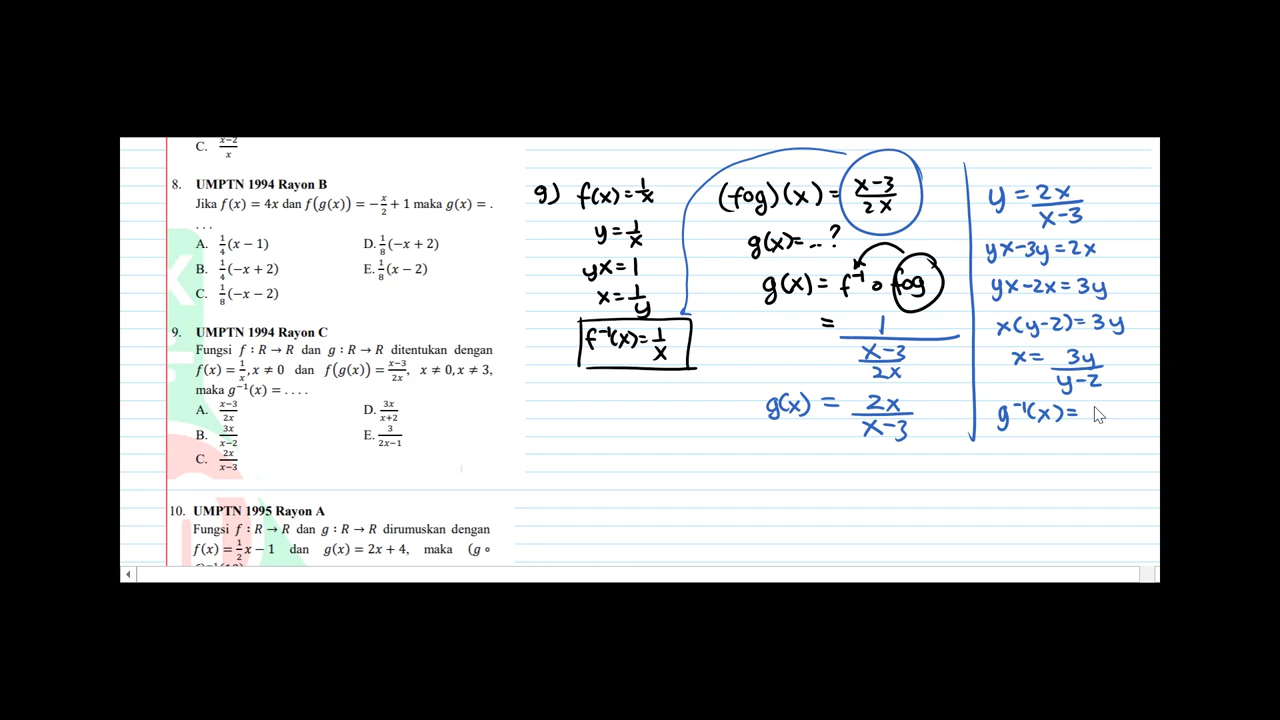 C. x−2/x
8. UMPTN 1994 Rayon B
Jika f(x) = 4x dan f(g(x)) = −x/2 + 1 maka g(x) = .
. . .
A. 1/4(x − 1) D. 1/8(−x + 2)
B. 1/4(−x + 2) E. 1/8(x − 2)
C. 1/8(−x − 2)
9. UMPTN 1994 Rayon C
Fungsi f : R → R dan g : R → R ditentukan dengan
f(x) = 1/x, x ≠ 0 dan f(g(x)) = x−3/2x, x ≠ 0, x ≠ 3,
maka g⁻¹(x) = . . . .
A. x−3/2x D. 3x/x+2
B. 3x/x−2 E. 3/2x−1
C. 2x/x−3
10. UMPTN 1995 Rayon A
Fungsi f : R → R dan g : R → R dirumuskan dengan
f(x) = 1/2x − 1 dan g(x) = 2x + 4, maka (g ∘
9) f(x) = 1/x
y = 1/x
yx = 1
x = 1/y
f⁻¹(x) = 1/x
(fog)(x) = x−3/2x
g(x) = ..?
g(x) = f⁻¹ o fog
= 1/(x−3/2x)
g(x) = 2x/x−3
y = 2x/x−3
yx−3y = 2x
yx−2x = 3y
x(y−2) = 3y
x = 3y/y−2
g⁻¹(x) =